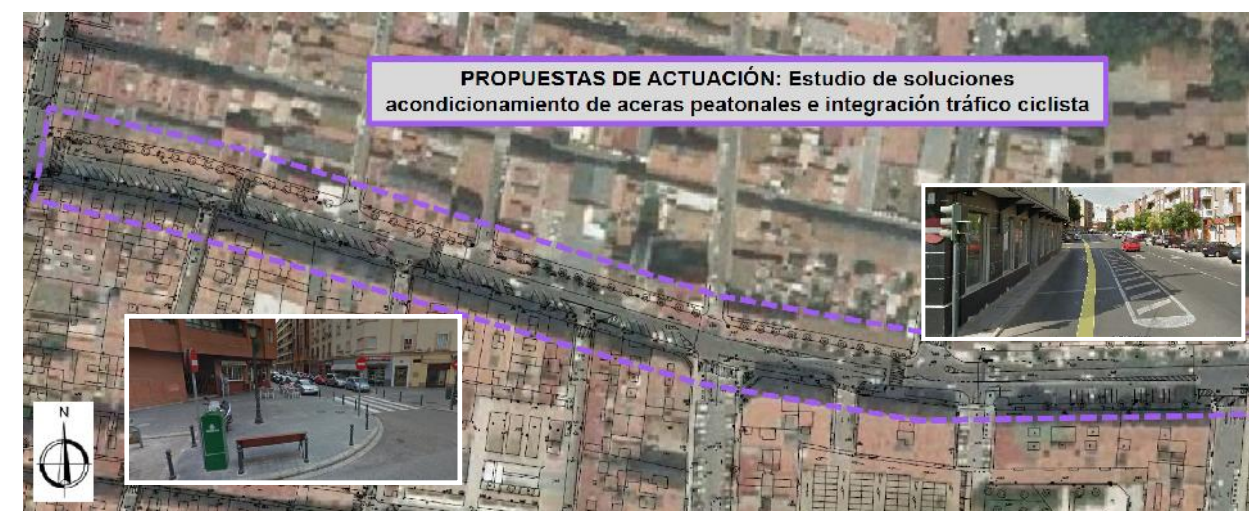 PROPUESTAS DE ACTUACIÓN: Estudio de soluciones
acondicionamiento de aceras peatonales e integración tráfico ciclista
N